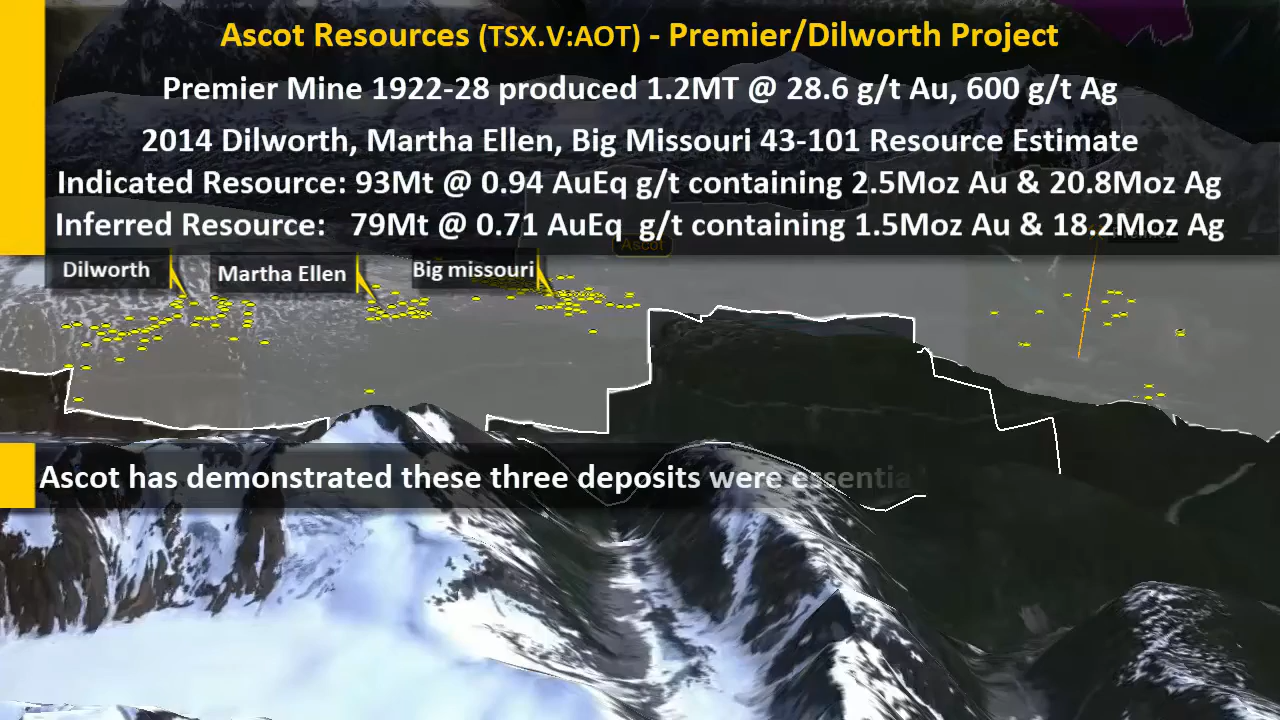 Ascot Resources (TSX.V:AOT) - Premier/Dilworth Project
Premier Mine 1922-28 produced 1.2MT @ 28.6 g/t Au, 600 g/t Ag
2014 Dilworth, Martha Ellen, Big Missouri 43-101 Resource Estimate
Indicated Resource: 93Mt @ 0.94 AuEq g/t containing 2.5Moz Au & 20.8Moz Ag
Inferred Resource: 79Mt @ 0.71 AuEq g/t containing 1.5Moz Au & 18.2Moz Ag
Ascot
Dilworth
Martha Ellen
Big missouri
Ascot has demonstrated these three deposits were essentia